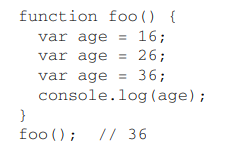 function foo() {
  var age = 16;
  var age = 26;
  var age = 36;
  console.log(age);
}
foo();  // 36